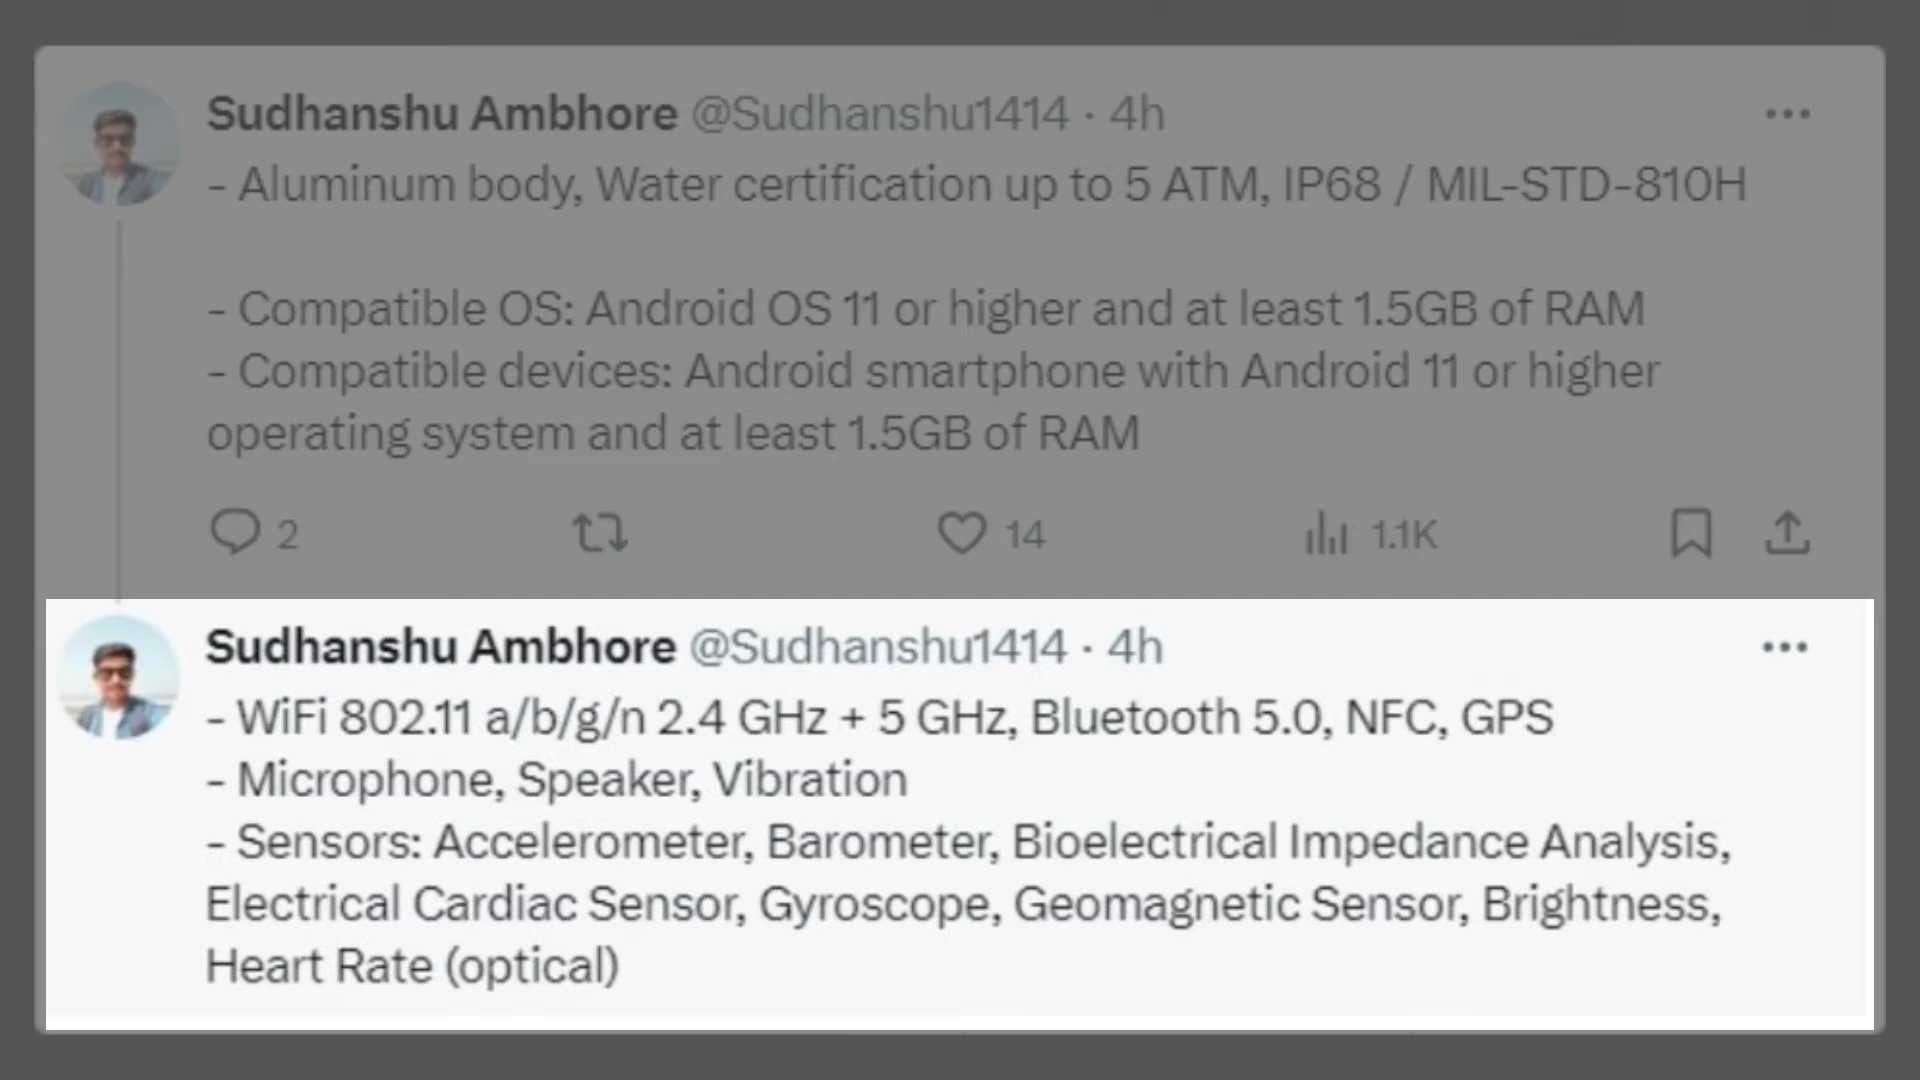 Sudhanshu Ambhore @Sudhanshu1414 · 4h
- Aluminum body, Water certification up to 5 ATM, IP68 / MIL-STD-810H
- Compatible OS: Android OS 11 or higher and at least 1.5GB of RAM
- Compatible devices: Android smartphone with Android 11 or higher
operating system and at least 1.5GB of RAM
2 14 1.1K
Sudhanshu Ambhore @Sudhanshu1414 · 4h
- WiFi 802.11 a/b/g/n 2.4 GHz + 5 GHz, Bluetooth 5.0, NFC, GPS
- Microphone, Speaker, Vibration
- Sensors: Accelerometer, Barometer, Bioelectrical Impedance Analysis,
Electrical Cardiac Sensor, Gyroscope, Geomagnetic Sensor, Brightness,
Heart Rate (optical)